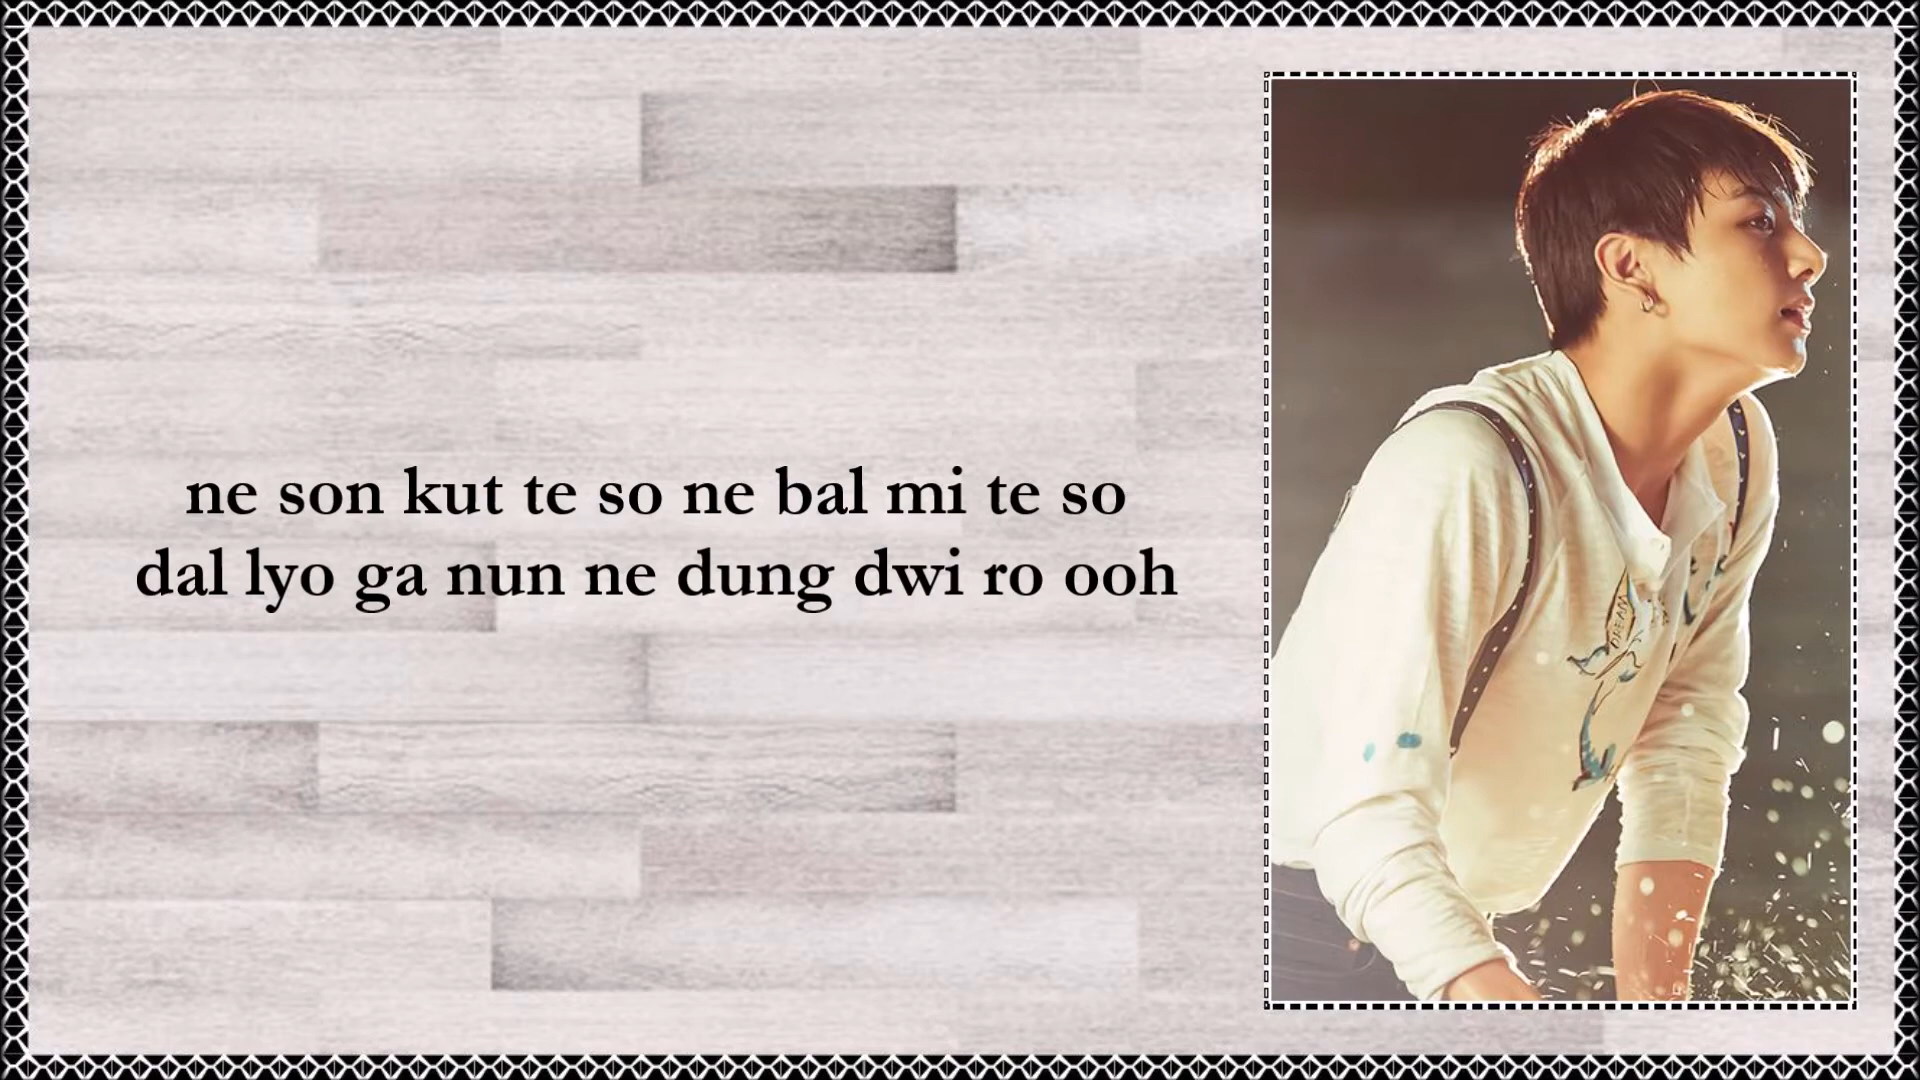 ne son kut te so ne bal mi te so
dal lyo ga nun ne dung dwi ro ooh
DREAM